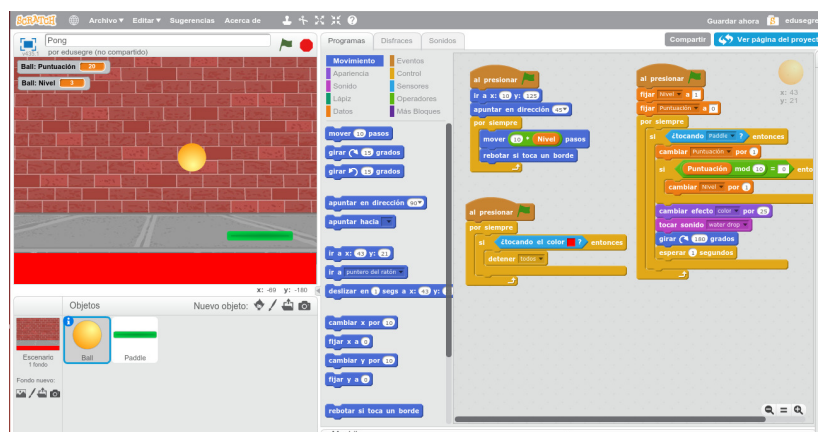 SCRATCH Archivo Editar Sugerencias Acerca de Guardar ahora edusegre
Pong
por edusegre (no compartido)
Ball: Puntuación 20
Ball: Nivel 3
x: -69 y: -180
Objetos Nuevo objeto:
Escenario
1 fondo
Ball
Paddle
Fondo nuevo:
Programas Disfraces Sonidos
Compartir Ver página del proyect
Movimiento Eventos
Apariencia Control
Sonido Sensores
Lápiz Operadores
Datos Más Bloques
mover 10 pasos
girar 15 grados
girar 15 grados
apuntar en dirección 90
apuntar hacia
ir a x: 43 y: 21
ir a puntero del ratón
deslizar en 1 segs a x: 43 y:
cambiar x por 10
fijar x a 0
cambiar y por 10
fijar y a 0
rebotar si toca un borde
al presionar
ir a x: 10 y: 125
apuntar en dirección 45
por siempre
mover 10 * Nivel pasos
rebotar si toca un borde
al presionar
por siempre
si ¿tocando el color ? entonces
detener todos
al presionar
fijar Nivel a 1
fijar Puntuación a 0
por siempre
si ¿tocando Paddle ? entonces
cambiar Puntuación por 1
si Puntuación mod 10 = 0 ento
cambiar Nivel por 1
cambiar efecto color por 25
tocar sonido water drop
girar 180 grados
esperar 1 segundos
x: 43
y: 21